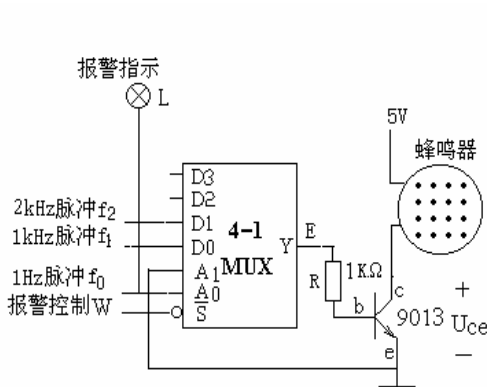 报警指示
L
5V
蜂鸣器
D3
D2
2kHz脉冲f₂
D1
4-1
E
1kHz脉冲f₁
D0
Y
A1
MUX
1Hz脉冲f₀
A0
R
1KΩ
c
+
报警控制W
S̅
b
9013
Uce
e
−